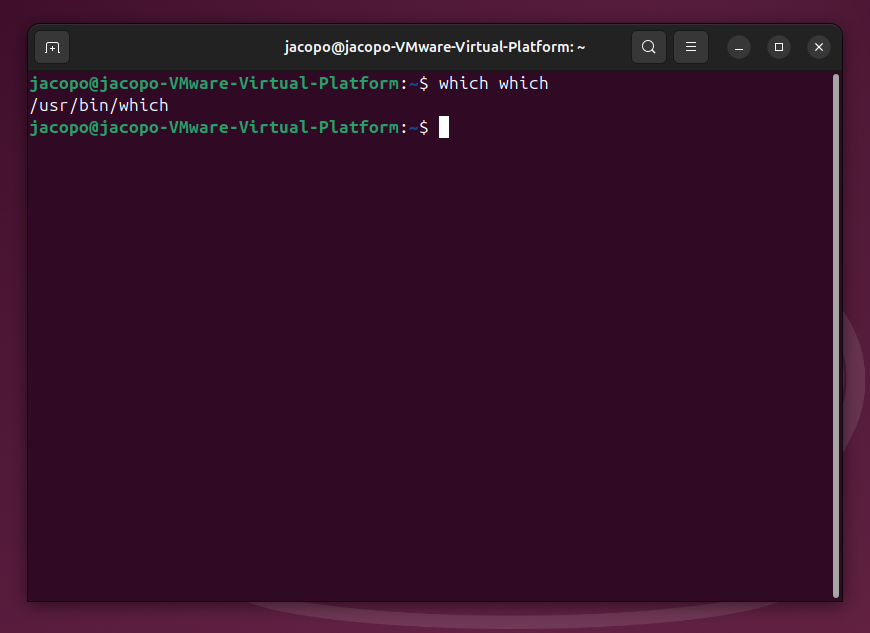 jacopo@jacopo-VMware-Virtual-Platform: ~
jacopo@jacopo-VMware-Virtual-Platform:~$ which which
/usr/bin/which
jacopo@jacopo-VMware-Virtual-Platform:~$